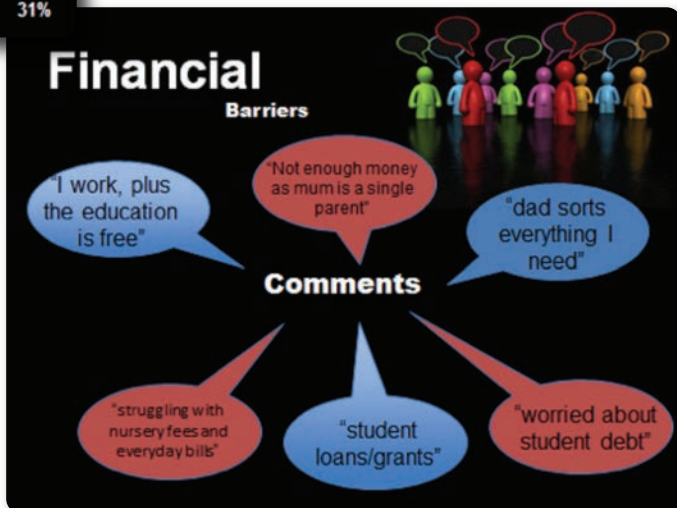 31%
Financial
Barriers
"I work, plus
the education
is free"
"Not enough money
as mum is a single
parent"
"dad sorts
everything I
need"
Comments
"struggling with
nursery fees and
everyday bills"
"student
loans/grants"
"worried about
student debt"